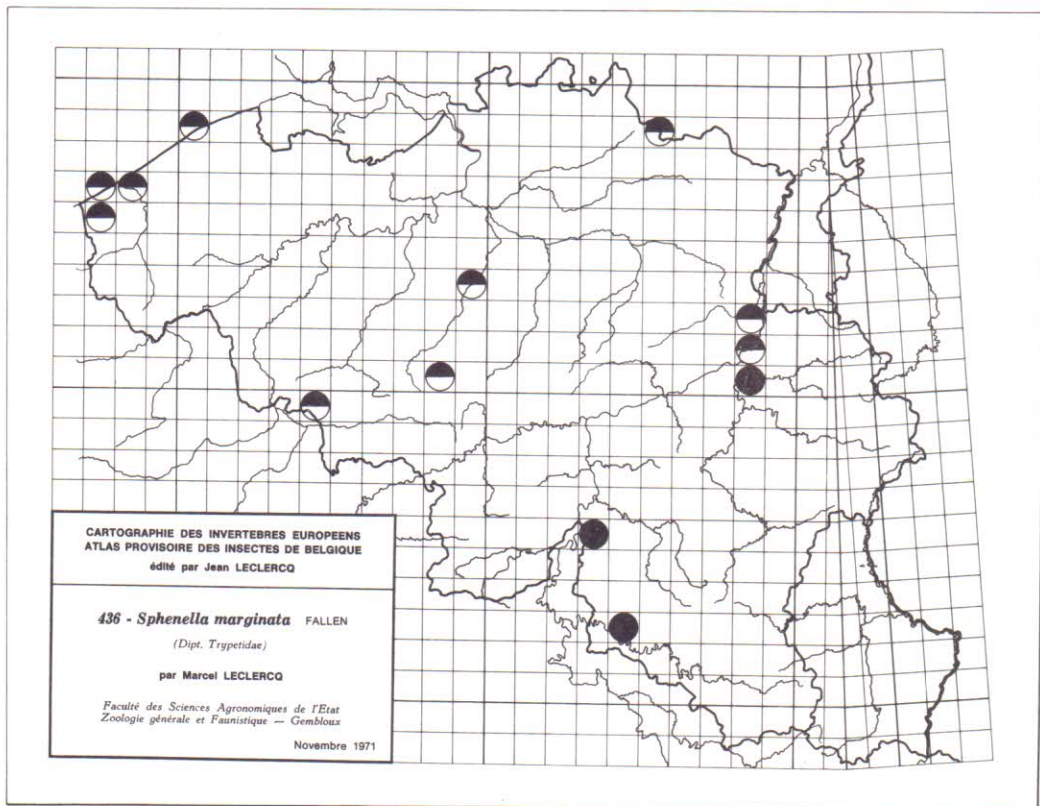 CARTOGRAPHIE DES INVERTEBRES EUROPEENS
ATLAS PROVISOIRE DES INSECTES DE BELGIQUE
édité par Jean LECLERCQ
436 - Sphenella marginata FALLEN
(Dipt. Trypetidae)
par Marcel LECLERCQ
Faculté des Sciences Agronomiques de l'Etat
Zoologie générale et Faunistique — Gembloux
Novembre 1971